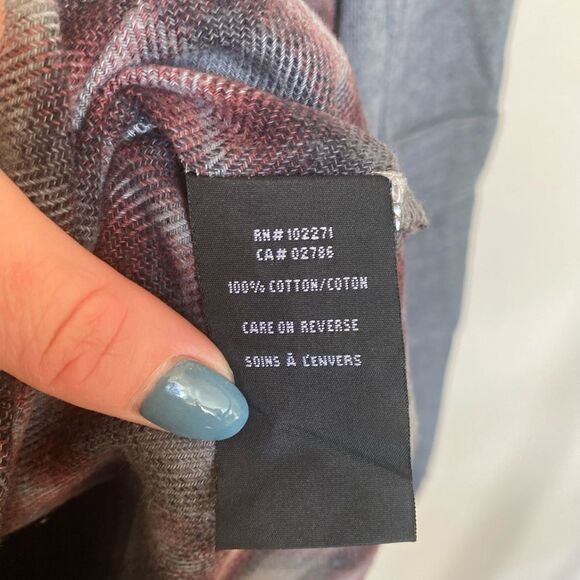 RN# 102271
CA# 02786
100% COTTON/COTON
CARE ON REVERSE
SOINS À L'ENVERS